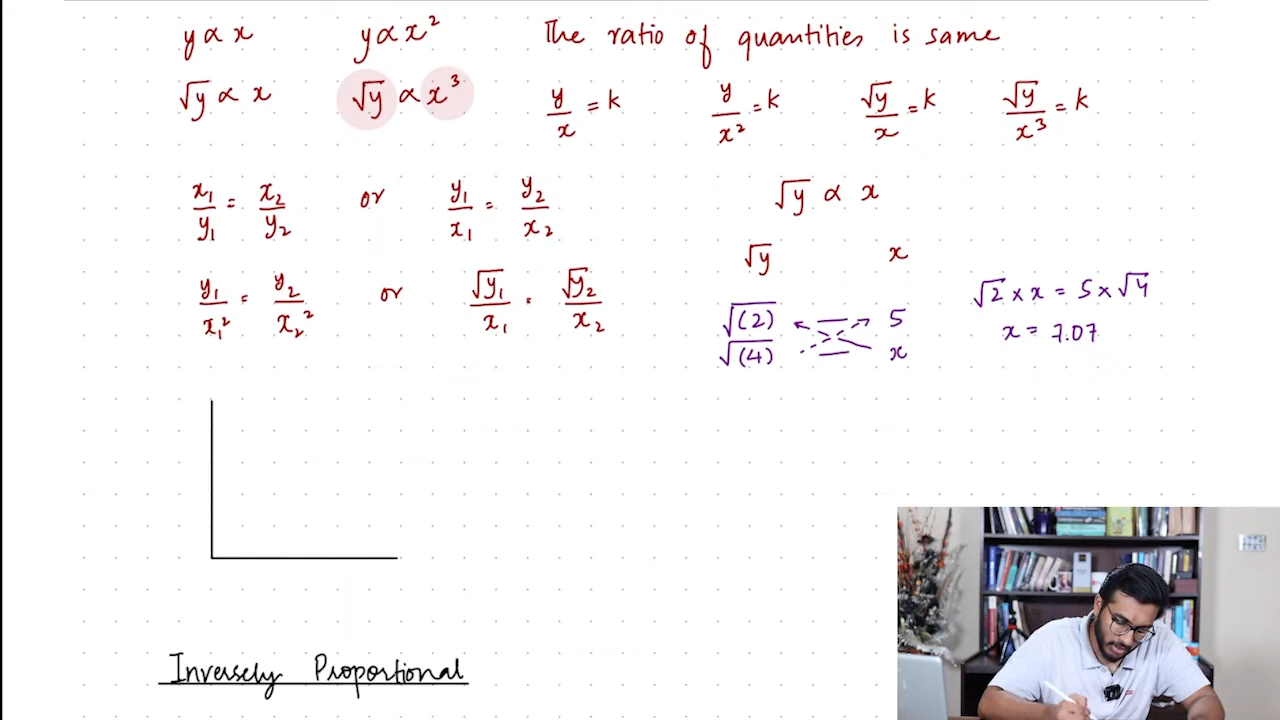 y ∝ x y ∝ x² The ratio of quantities is same
√y ∝ x √y ∝ x³ y/x = k y/x² = k √y/x = k √y/x³ = k
x₁/y₁ = x₂/y₂ or y₁/x₁ = y₂/x₂ √y ∝ x
√y x
y₁/x₁² = y₂/x₂² or √y₁/x₁ = √y₂/x₂ √(2) 5 √2 × x = 5 × √4
√(4) x x = 7.07
Inversely Proportional